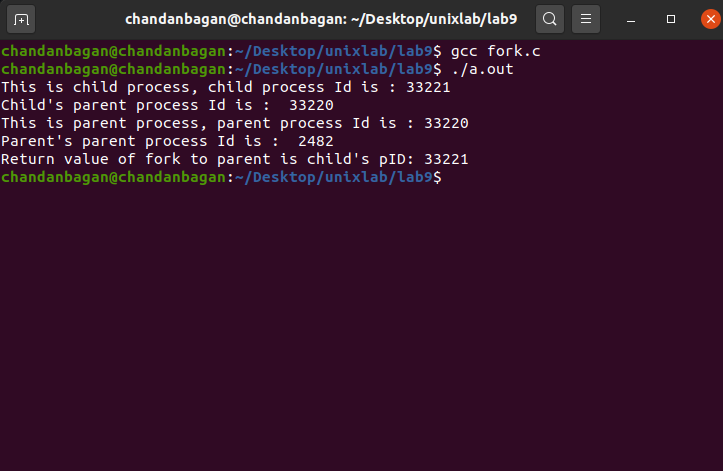 chandanbagan@chandanbagan: ~/Desktop/unixlab/lab9
chandanbagan@chandanbagan:~/Desktop/unixlab/lab9$ gcc fork.c
chandanbagan@chandanbagan:~/Desktop/unixlab/lab9$ ./a.out
This is child process, child process Id is : 33221
Child's parent process Id is :  33220
This is parent process, parent process Id is : 33220
Parent's parent process Id is :  2482
Return value of fork to parent is child's pID: 33221
chandanbagan@chandanbagan:~/Desktop/unixlab/lab9$